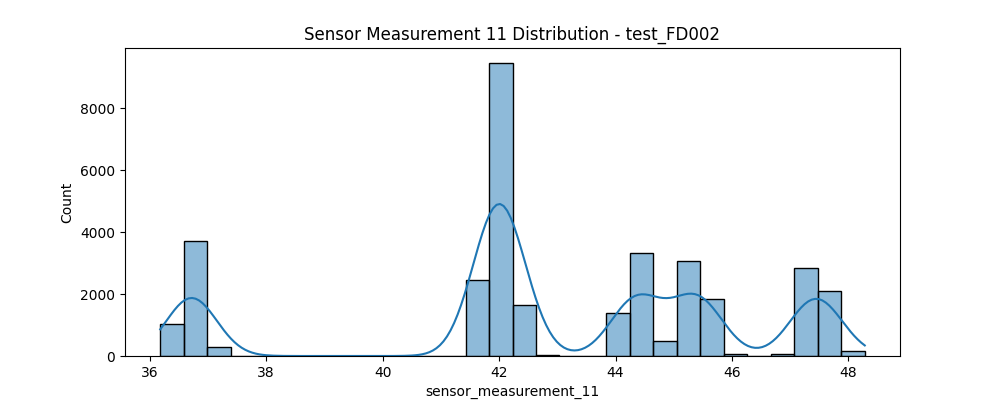 Sensor Measurement 11 Distribution - test_FD002
Count
8000
6000
4000
2000
0
36 38 40 42 44 46 48
sensor_measurement_11